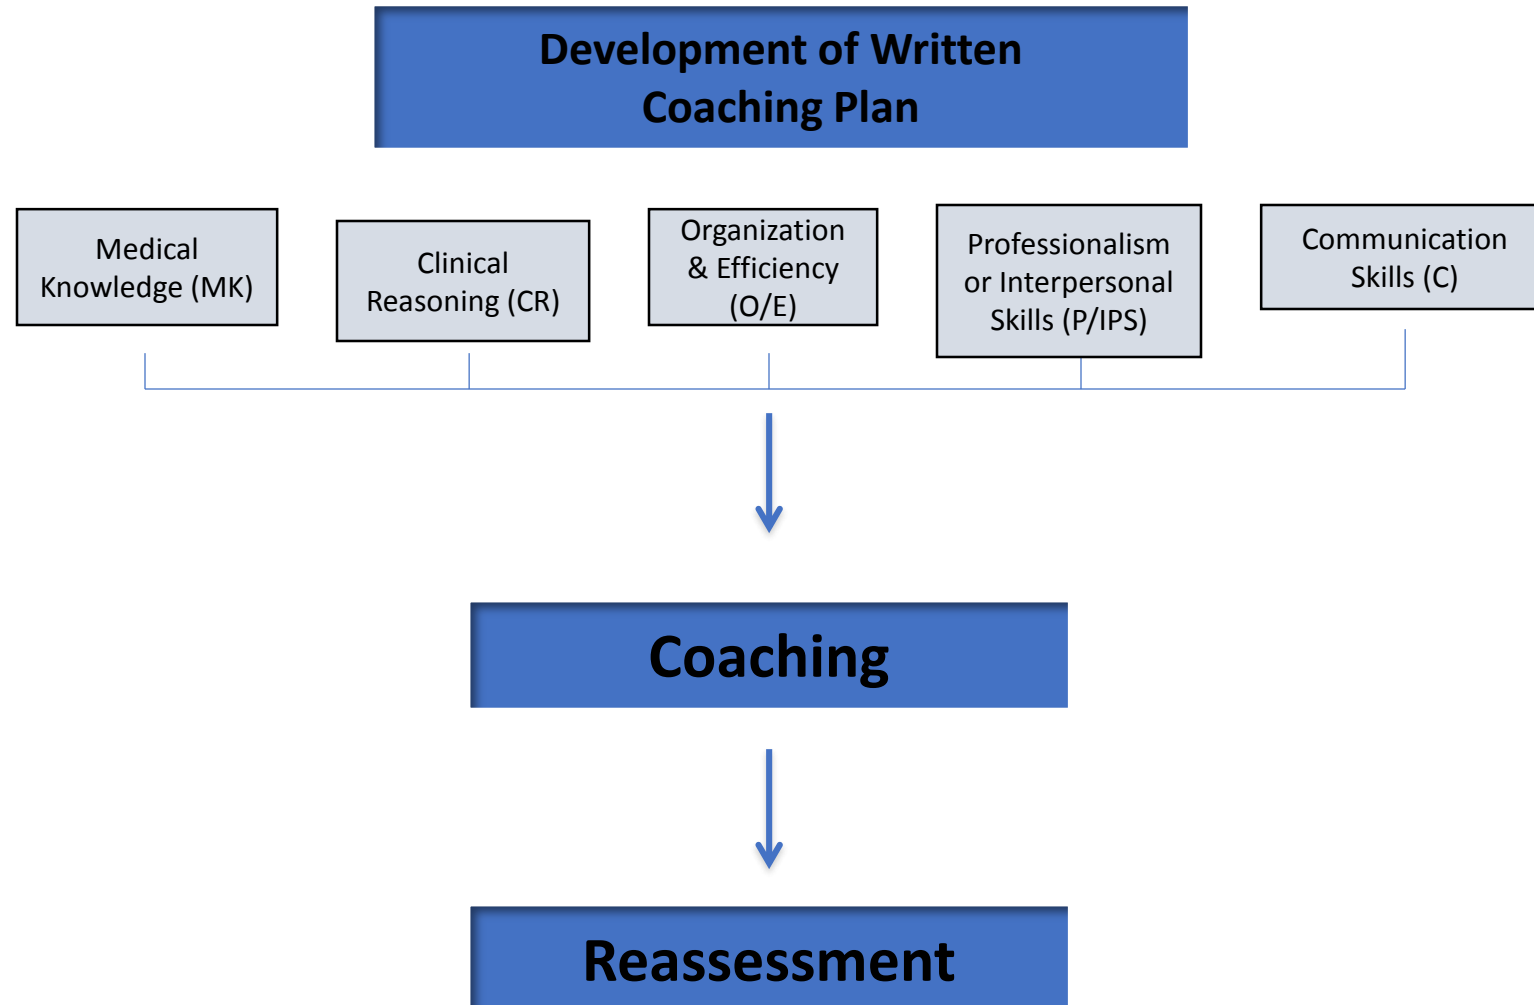 Development of Written
Coaching Plan
Medical
Knowledge (MK)
Clinical
Reasoning (CR)
Organization
& Efficiency
(O/E)
Professionalism
or Interpersonal
Skills (P/IPS)
Communication
Skills (C)
Coaching
Reassessment